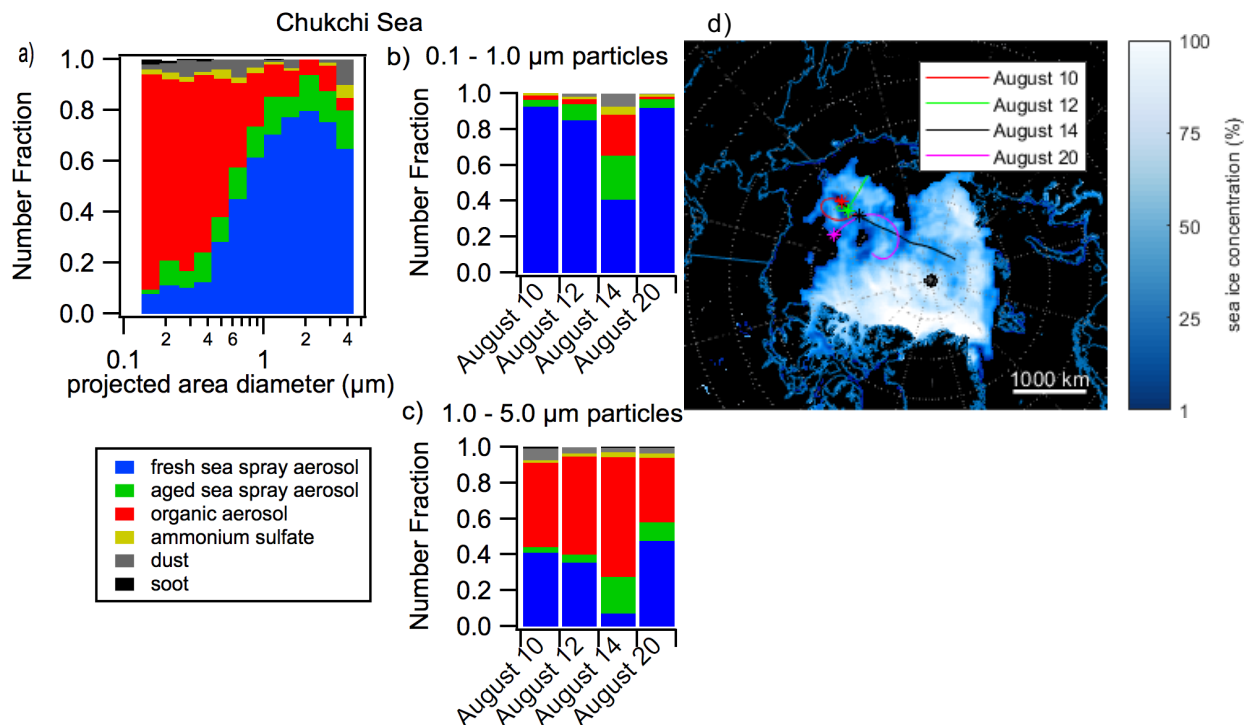 Chukchi Sea
a)
1.0
0.8
0.6
0.4
0.2
0.0
Number Fraction
0.1
2
4
6
1
2
4
projected area diameter (µm)
fresh sea spray aerosol
aged sea spray aerosol
organic aerosol
ammonium sulfate
dust
soot
b) 0.1 - 1.0 µm particles
1.0
0.8
0.6
0.4
0.2
0.0
Number Fraction
August 10
August 12
August 14
August 20
c) 1.0 - 5.0 µm particles
1.0
0.8
0.6
0.4
0.2
0.0
Number Fraction
August 10
August 12
August 14
August 20
d)
August 10
August 12
August 14
August 20
1000 km
100
75
50
25
1
sea ice concentration (%)